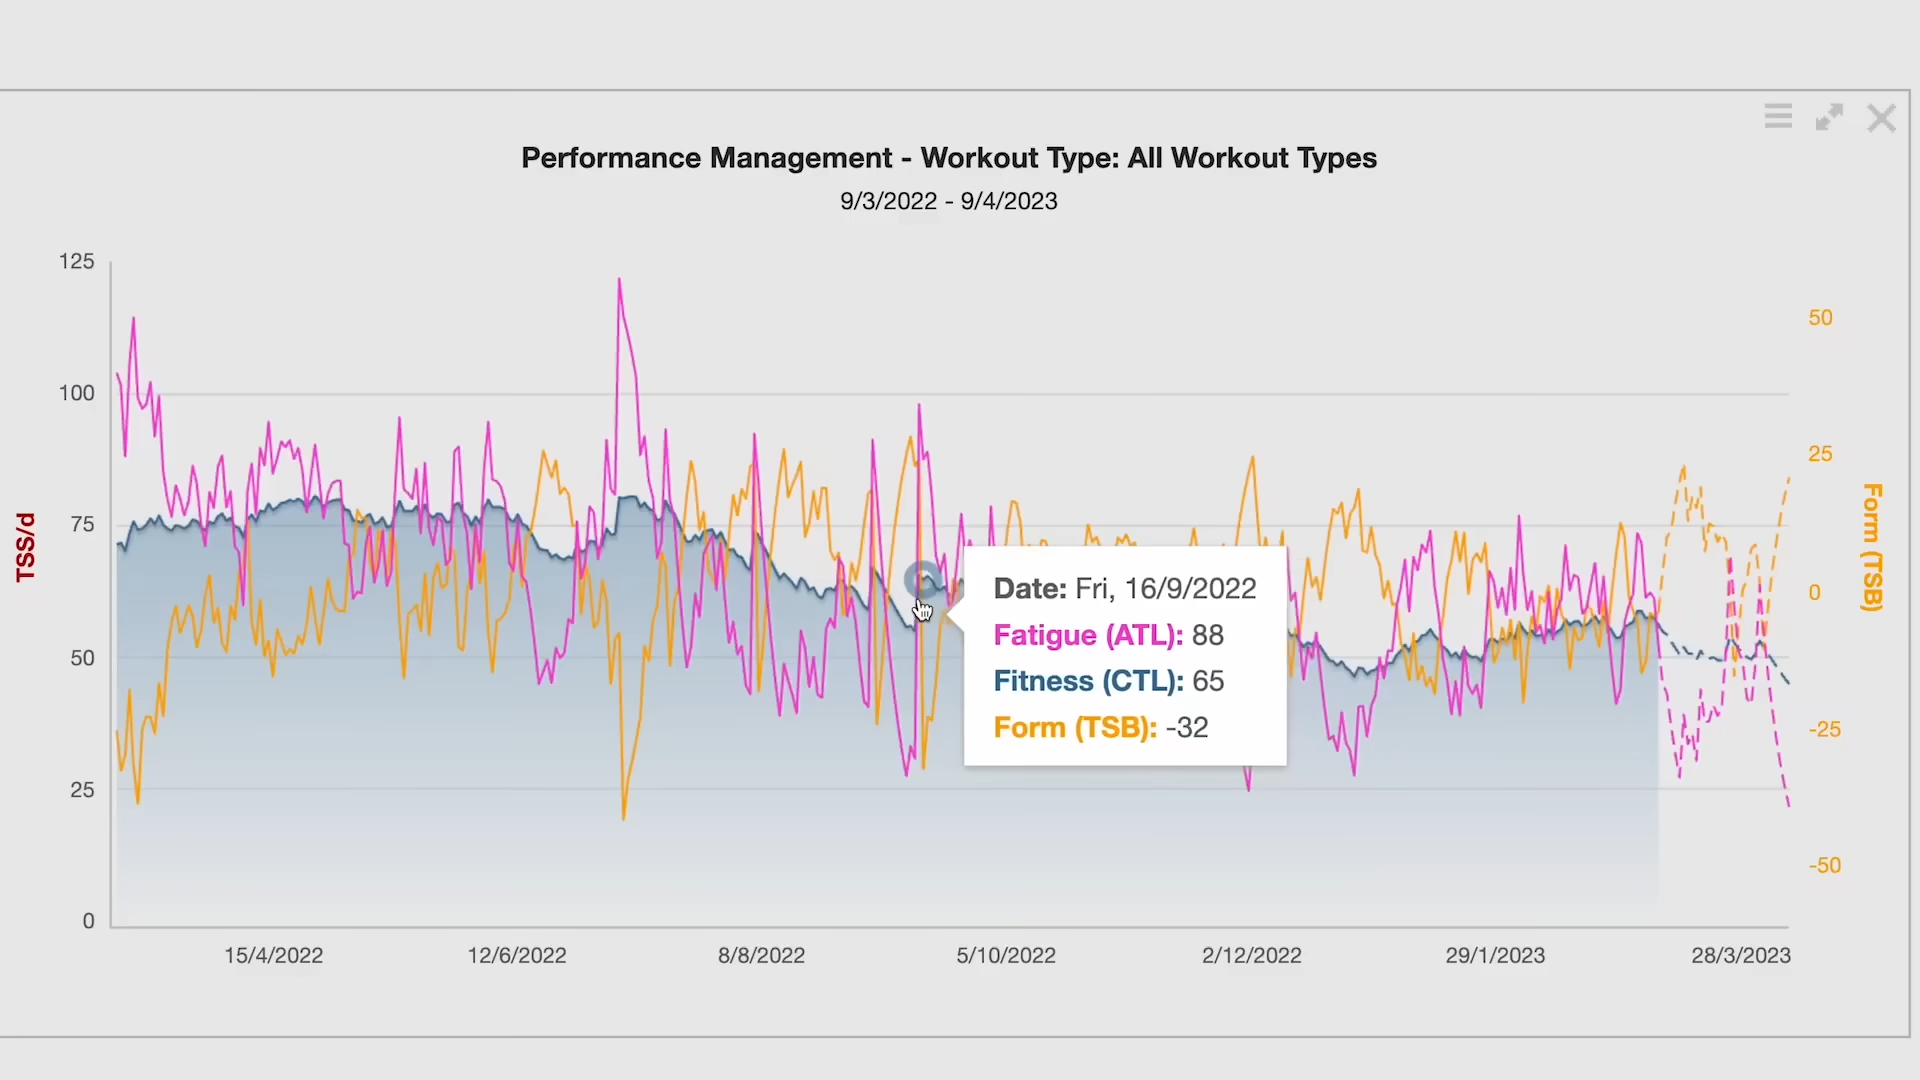 Performance Management - Workout Type: All Workout Types
9/3/2022 - 9/4/2023
125
100
75
50
25
0
TSS/d
50
25
0
-25
-50
Form (TSB)
Date: Fri, 16/9/2022
Fatigue (ATL): 88
Fitness (CTL): 65
Form (TSB): -32
15/4/2022
12/6/2022
8/8/2022
5/10/2022
2/12/2022
29/1/2023
28/3/2023